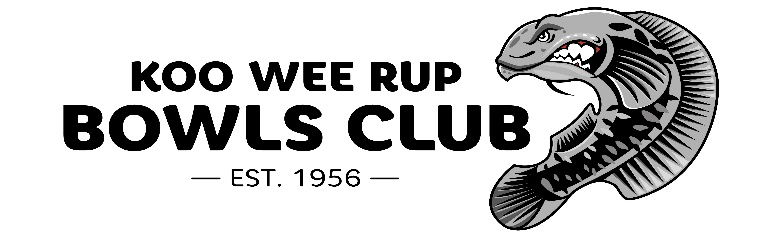 KOO WEE RUP
BOWLS CLUB
— EST. 1956 —